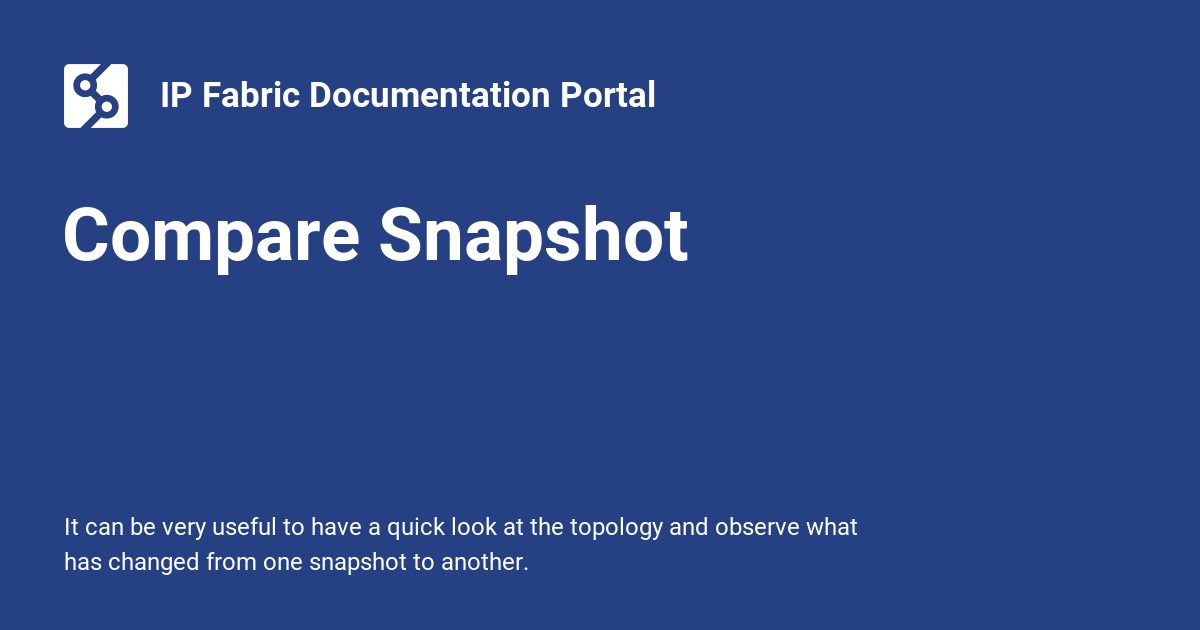 IP Fabric Documentation Portal
Compare Snapshot
It can be very useful to have a quick look at the topology and observe what
has changed from one snapshot to another.